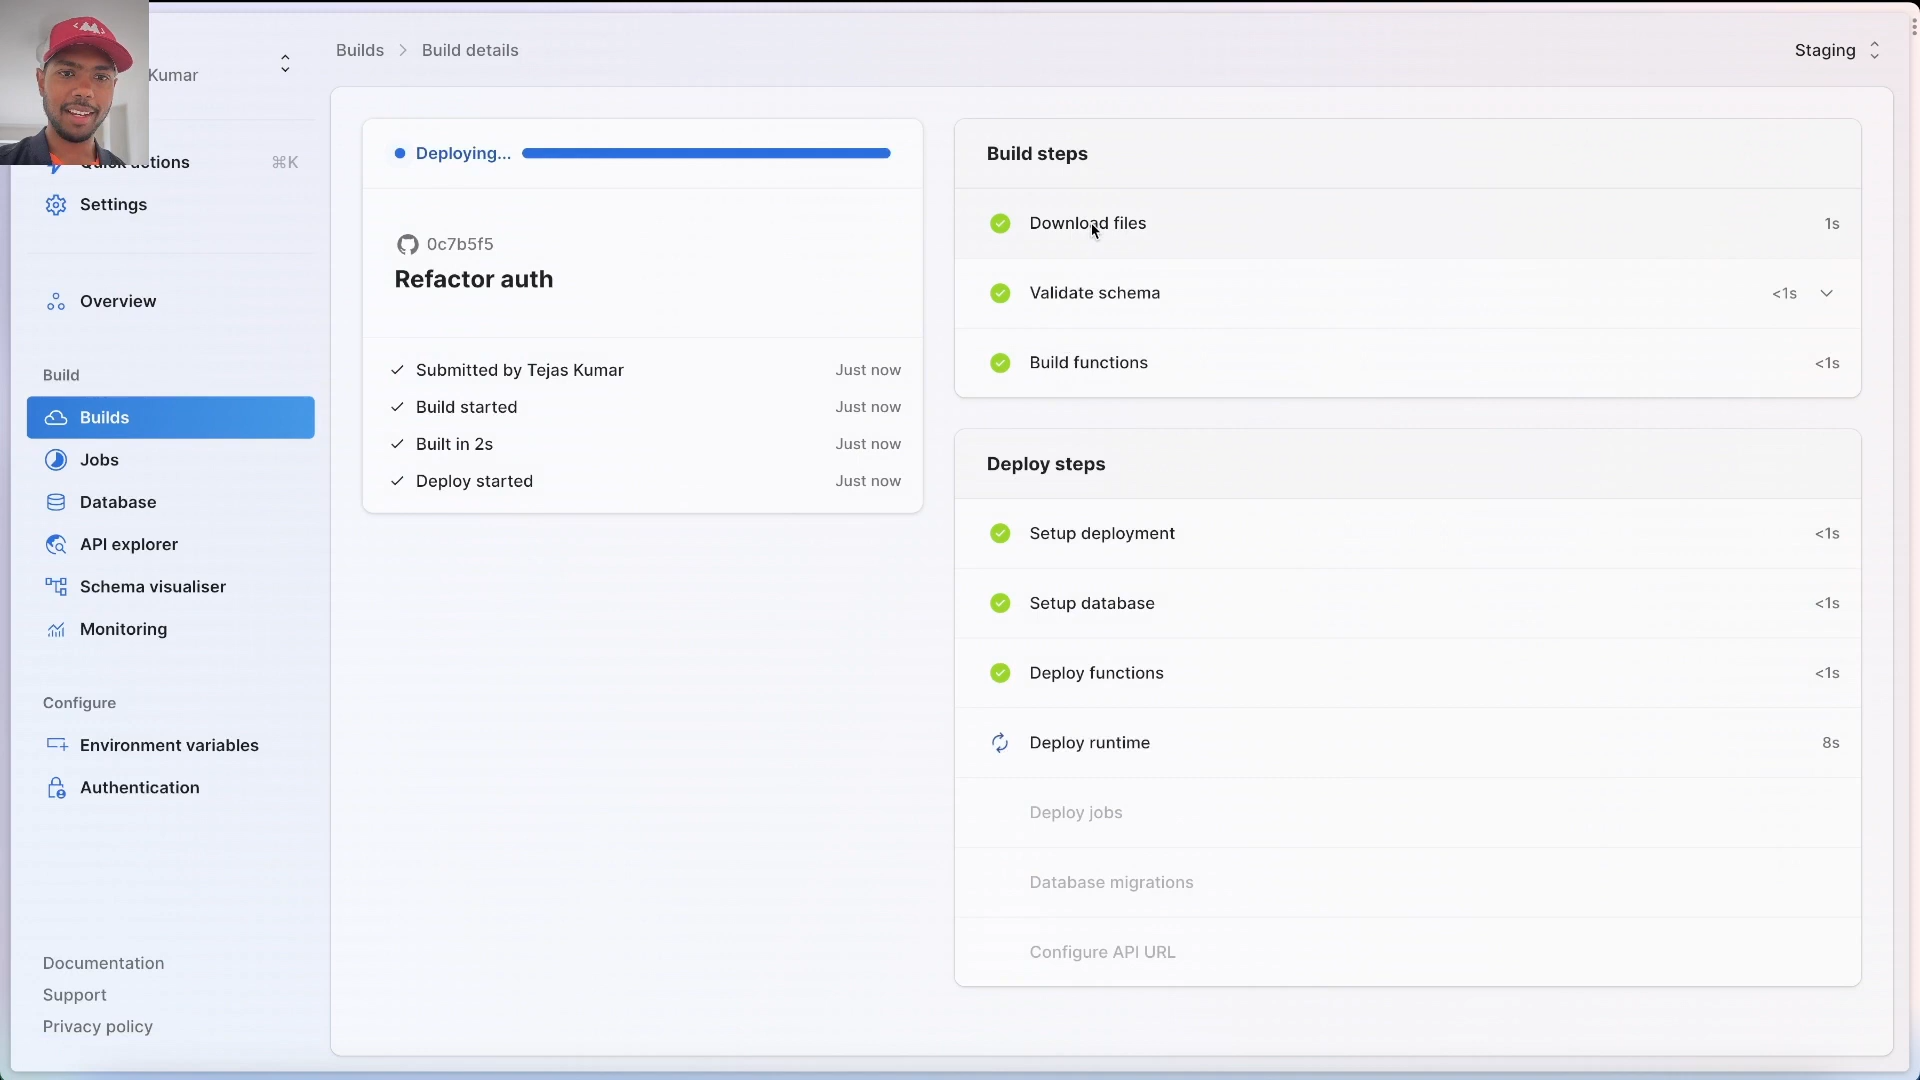 Kumar
Quick actions ⌘K
Settings
Overview
Build
Builds
Jobs
Database
API explorer
Schema visualiser
Monitoring
Configure
Environment variables
Authentication
Documentation
Support
Privacy policy
Builds > Build details
Staging
Deploying...
0c7b5f5
Refactor auth
Submitted by Tejas Kumar Just now
Build started Just now
Built in 2s Just now
Deploy started Just now
Build steps
Download files 1s
Validate schema <1s
Build functions <1s
Deploy steps
Setup deployment <1s
Setup database <1s
Deploy functions <1s
Deploy runtime 8s
Deploy jobs
Database migrations
Configure API URL